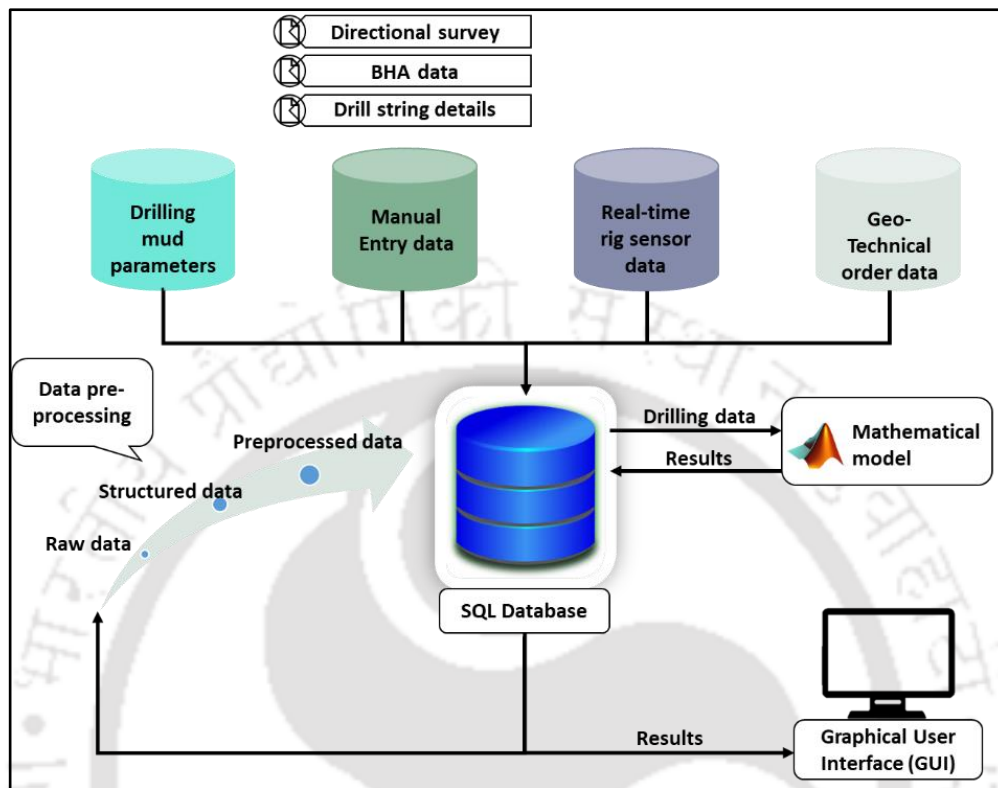 Directional survey
BHA data
Drill string details
Drilling
mud
parameters
Manual
Entry data
Real-time
rig sensor
data
Geo-
Technical
order data
Data pre-
processing
Preprocessed data
Structured data
Raw data
Drilling data
Results
Mathematical
model
SQL Database
Results
Graphical User
Interface (GUI)